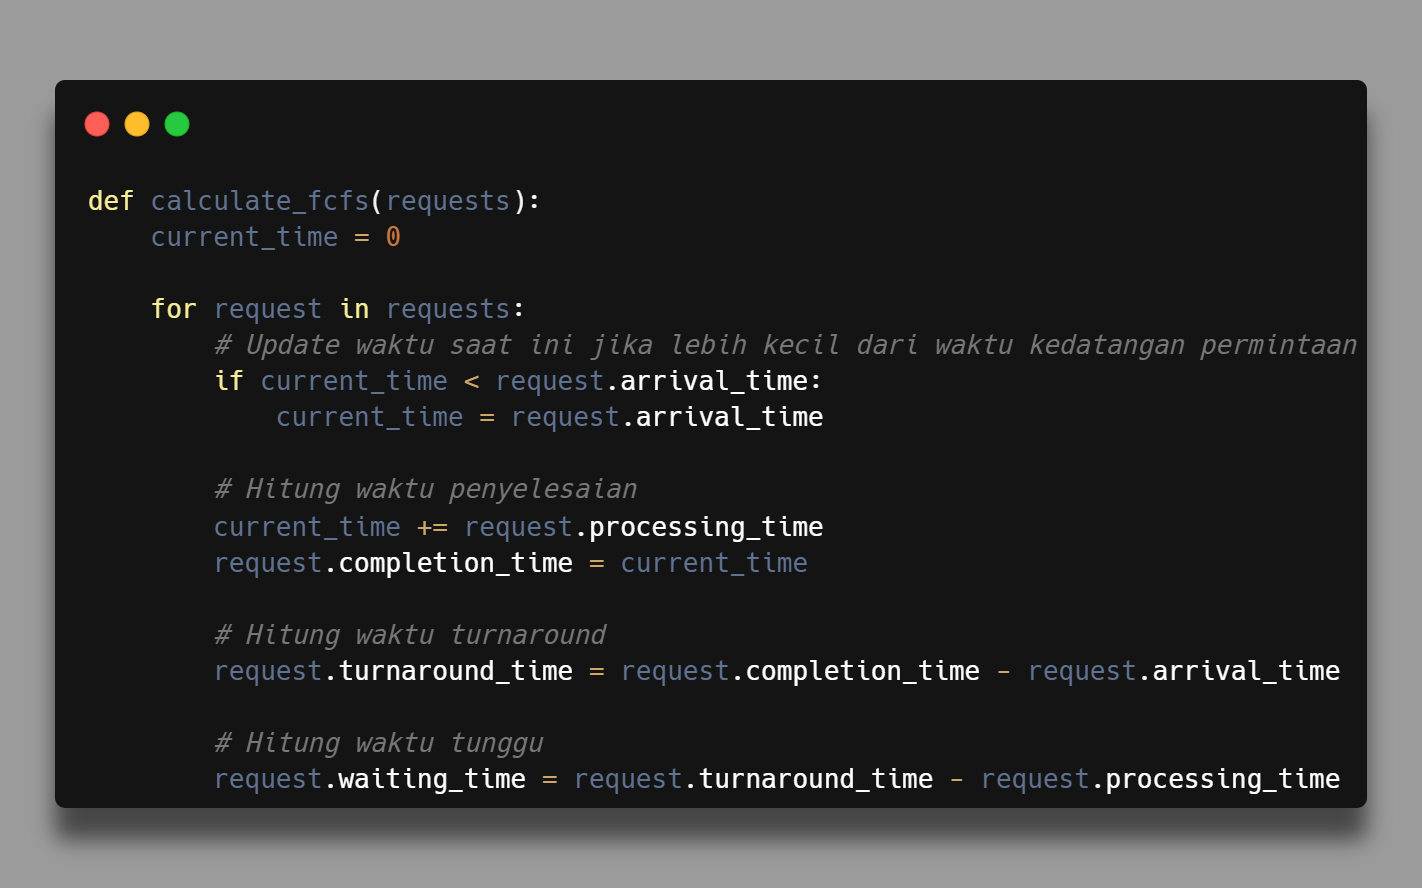 def calculate_fcfs(requests):
    current_time = 0
    for request in requests:
        # Update waktu saat ini jika lebih kecil dari waktu kedatangan permintaan
        if current_time < request.arrival_time:
            current_time = request.arrival_time
        # Hitung waktu penyelesaian
        current_time += request.processing_time
        request.completion_time = current_time
        # Hitung waktu turnaround
        request.turnaround_time = request.completion_time - request.arrival_time
        # Hitung waktu tunggu
        request.waiting_time = request.turnaround_time - request.processing_time